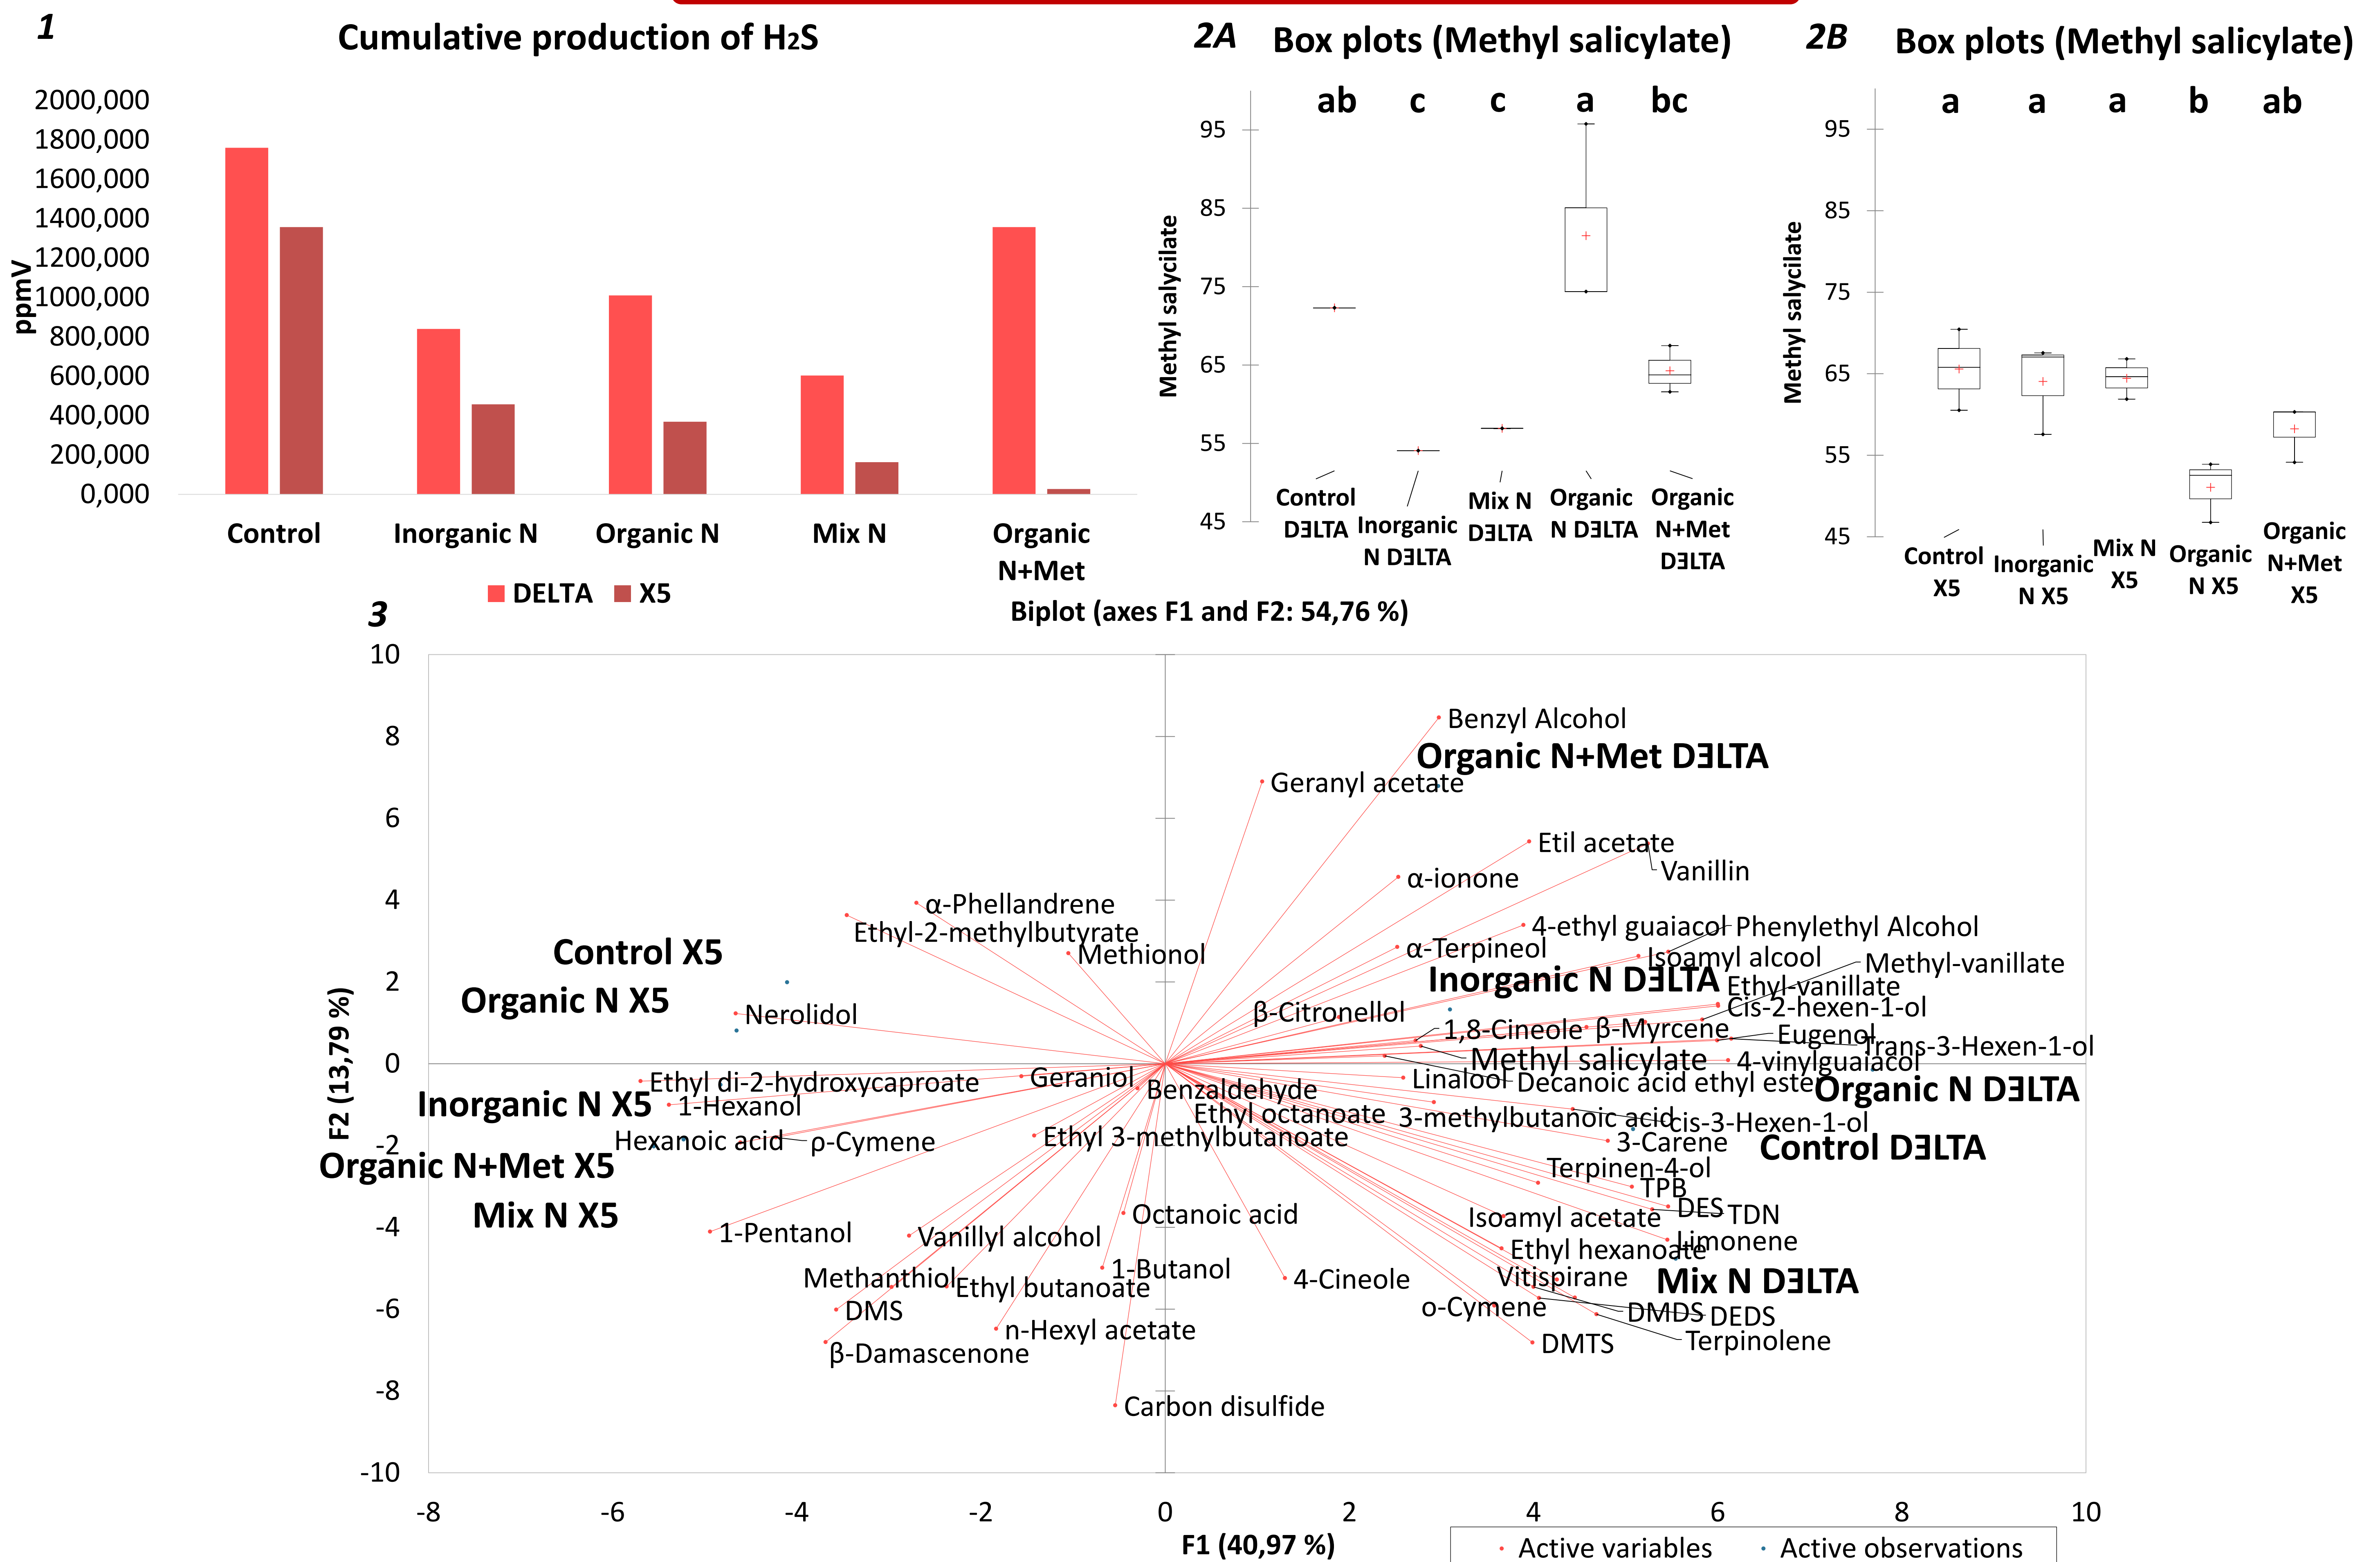 1
Cumulative production of H2S
2000,000
1800,000
1600,000
1400,000
1200,000
1000,000
800,000
600,000
400,000
200,000
0,000
ppmV
Control
Inorganic N
Organic N
Mix N
Organic
N+Met
DELTA
X5
2A
Box plots (Methyl salicylate)
ab
c
c
a
bc
95
85
75
65
55
45
Methyl salycilate
Control
DƎLTA
Inorganic
N DƎLTA
Mix N
DƎLTA
Organic
N DƎLTA
Organic
N+Met
DƎLTA
2B
Box plots (Methyl salicylate)
a
a
a
b
ab
95
85
75
65
55
45
Methyl salycilate
Control
X5
Inorganic
N X5
Mix N
X5
Organic
N X5
Organic
N+Met
X5
3
Biplot (axes F1 and F2: 54,76 %)
10
8
6
4
2
0
-2
-4
-6
-8
-10
F2 (13,79 %)
Benzyl Alcohol
Organic N+Met DƎLTA
Geranyl acetate
Etil acetate
Vanillin
α-ionone
α-Phellandrene
Ethyl-2-methylbutyrate
Methionol
4-ethyl guaiacol
Phenylethyl Alcohol
α-Terpineol
Isoamyl alcool
Methyl-vanillate
Control X5
Inorganic N DƎLTA
Ethyl-vanillate
Organic N X5
Cis-2-hexen-1-ol
Nerolidol
β-Citronellol
1,8-Cineole
β-Myrcene
Eugenol
Trans-3-Hexen-1-ol
Methyl salicylate
4-vinylguaiacol
Ethyl di-2-hydroxycaproate
Geraniol
Linalool
Decanoic acid ethyl ester
Organic N DƎLTA
Benzaldehyde
Inorganic N X5
1-Hexanol
Ethyl octanoate
3-methylbutanoic acid
cis-3-Hexen-1-ol
Hexanoic acid
ρ-Cymene
Ethyl 3-methylbutanoate
3-Carene
Control DƎLTA
Organic N+Met X5
Terpinen-4-ol
TPB
Mix N X5
DES
TDN
Octanoic acid
Isoamyl acetate
1-Pentanol
Vanillyl alcohol
Limonene
Ethyl hexanoate
1-Butanol
4-Cineole
Vitispirane
Mix N DƎLTA
Methanthiol
Ethyl butanoate
DMS
o-Cymene
DMDS
DEDS
n-Hexyl acetate
Terpinolene
β-Damascenone
DMTS
Carbon disulfide
-8
-6
-4
-2
0
2
4
6
8
10
F1 (40,97 %)
Active variables
Active observations